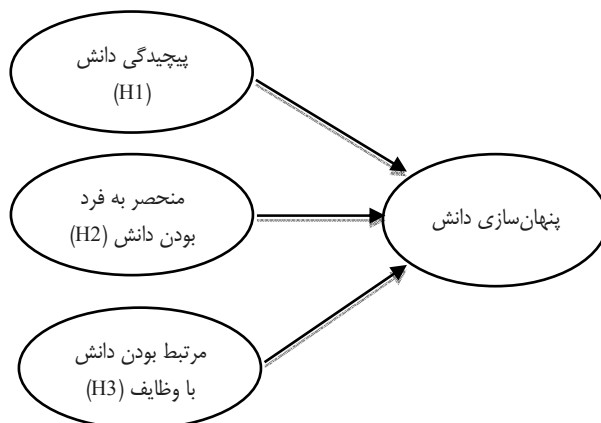 پیچیدگی دانش
(H1)
منحصر به فرد
بودن دانش (H2)
پنهان‌سازی دانش
مرتبط بودن دانش
با وظایف (H3)